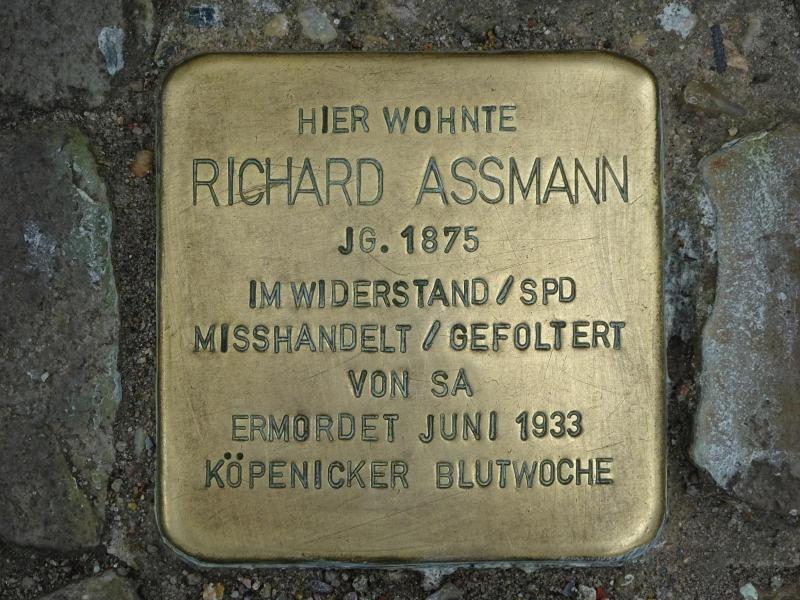 HIER WOHNTE
RICHARD ASSMANN
JG. 1875
IM WIDERSTAND / SPD
MISSHANDELT / GEFOLTERT
VON SA
ERMORDET JUNI 1933
KÖPENICKER BLUTWOCHE